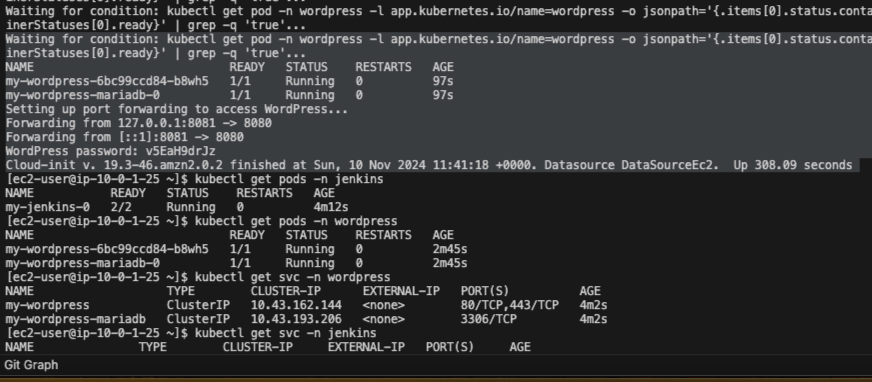 Waiting for condition: kubectl get pod -n wordpress -l app.kubernetes.io/name=wordpress -o jsonpath='{.items[0].status.conta
inerStatuses[0].ready}' | grep -q 'true'...
Waiting for condition: kubectl get pod -n wordpress -l app.kubernetes.io/name=wordpress -o jsonpath='{.items[0].status.conta
inerStatuses[0].ready}' | grep -q 'true'...
NAME READY STATUS RESTARTS AGE
my-wordpress-6bc99ccd84-b8wh5 1/1 Running 0 97s
my-wordpress-mariadb-0 1/1 Running 0 97s
Setting up port forwarding to access WordPress...
Forwarding from 127.0.0.1:8081 -> 8080
Forwarding from [::1]:8081 -> 8080
WordPress password: v5EaH9drJz
Cloud-init v. 19.3-46.amzn2.0.2 finished at Sun, 10 Nov 2024 11:41:18 +0000. Datasource DataSourceEc2. Up 308.09 seconds
[ec2-user@ip-10-0-1-25 ~]$ kubectl get pods -n jenkins
NAME READY STATUS RESTARTS AGE
my-jenkins-0 2/2 Running 0 4m12s
[ec2-user@ip-10-0-1-25 ~]$ kubectl get pods -n wordpress
NAME READY STATUS RESTARTS AGE
my-wordpress-6bc99ccd84-b8wh5 1/1 Running 0 2m45s
my-wordpress-mariadb-0 1/1 Running 0 2m45s
[ec2-user@ip-10-0-1-25 ~]$ kubectl get svc -n wordpress
NAME TYPE CLUSTER-IP EXTERNAL-IP PORT(S) AGE
my-wordpress ClusterIP 10.43.162.144 <none> 80/TCP,443/TCP 4m2s
my-wordpress-mariadb ClusterIP 10.43.193.206 <none> 3306/TCP 4m2s
[ec2-user@ip-10-0-1-25 ~]$ kubectl get svc -n jenkins
NAME TYPE CLUSTER-IP EXTERNAL-IP PORT(S) AGE
Git Graph